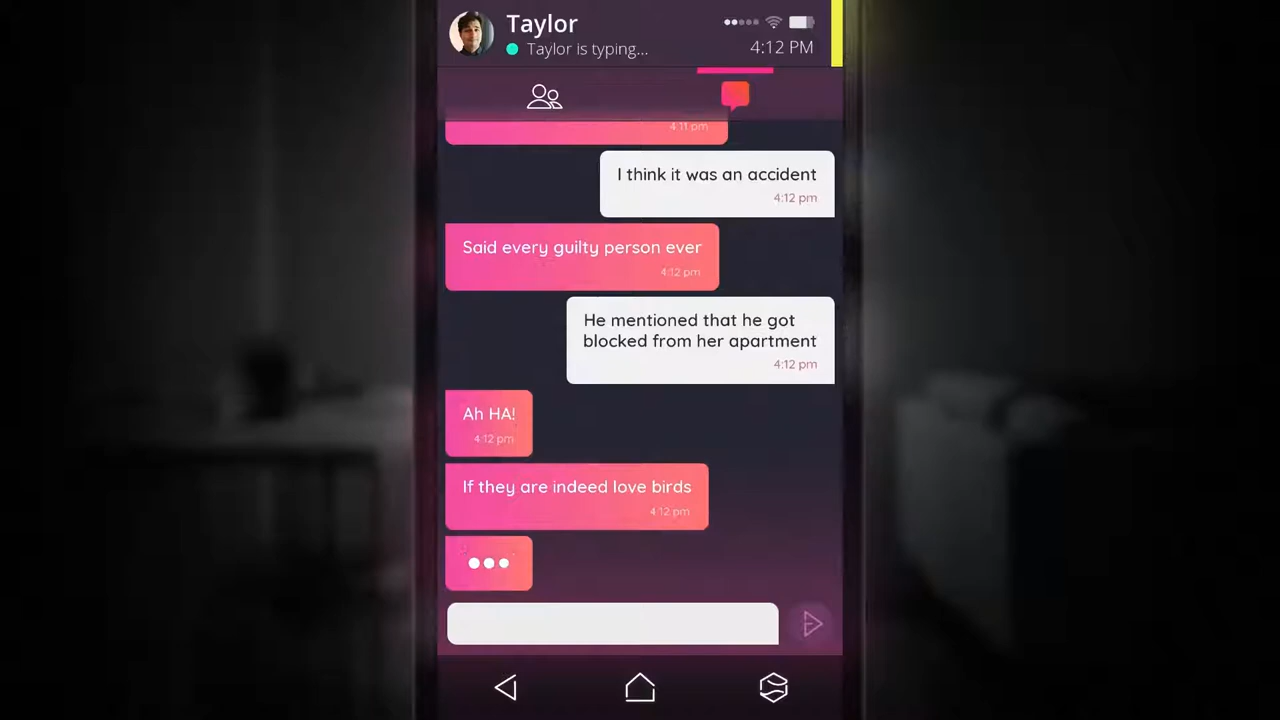 Taylor
Taylor is typing...
4:12 PM
4:11 pm
I think it was an accident
4:12 pm
Said every guilty person ever
4:12 pm
He mentioned that he got
blocked from her apartment
4:12 pm
Ah HA!
4:12 pm
If they are indeed love birds
4:12 pm